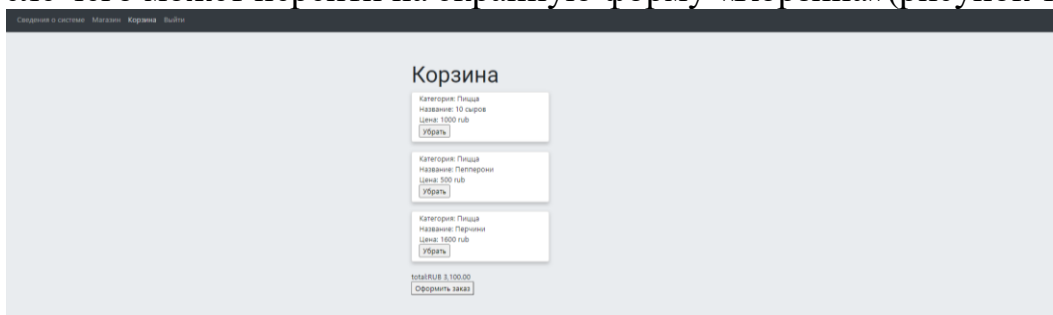 Сведения о системе Магазин Корзина Выйти
Корзина
Категория: Пицца
Название: 10 сыров
Цена: 1000 rub
Убрать
Категория: Пицца
Название: Пепперони
Цена: 500 rub
Убрать
Категория: Пицца
Название: Перчини
Цена: 1600 rub
Убрать
total:RUB 3,100.00
Оформить заказ